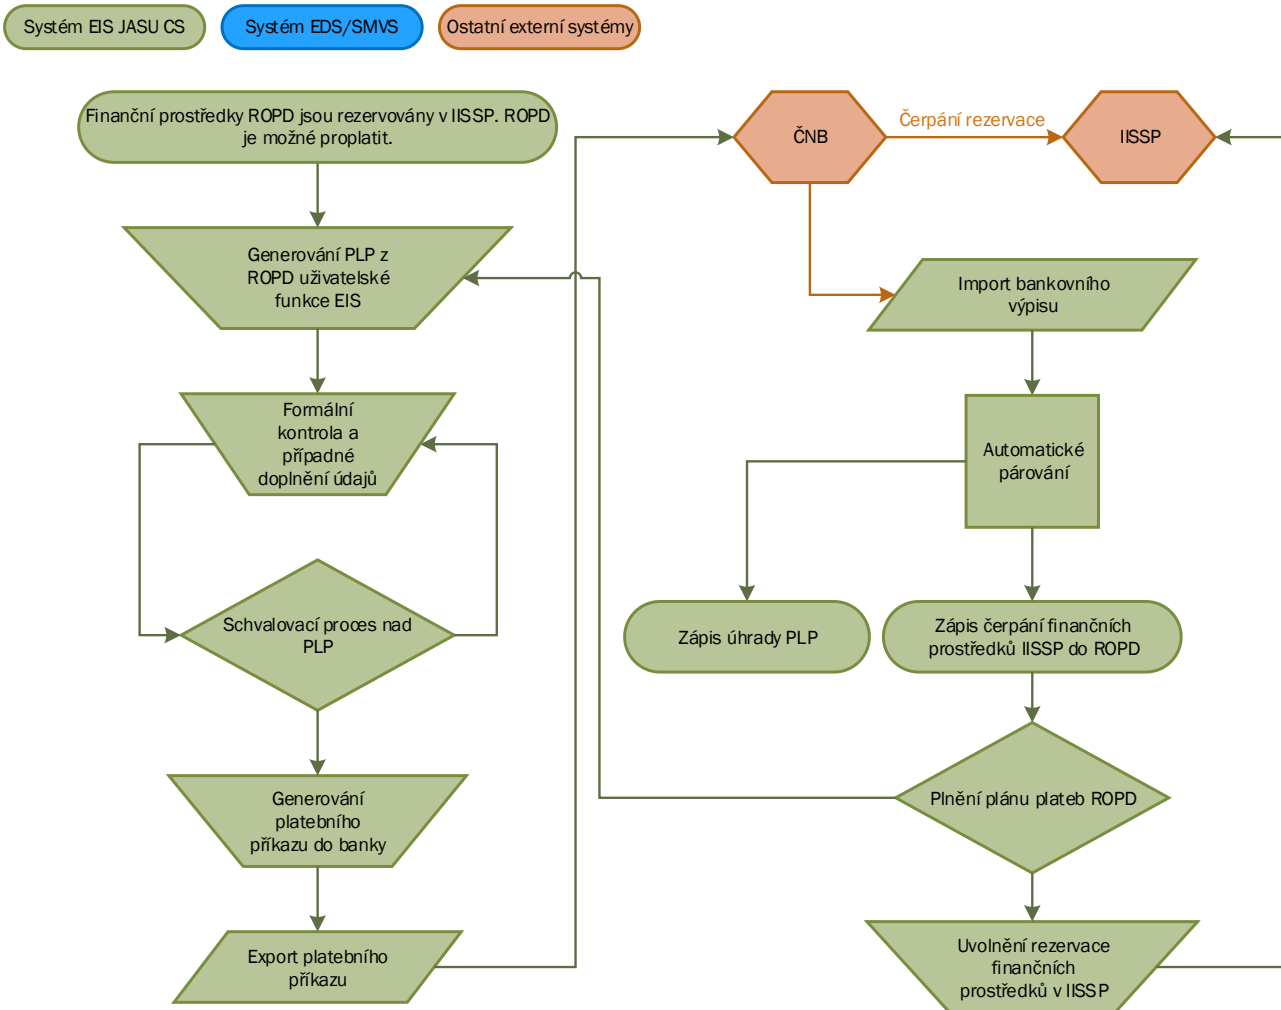 Systém EIS JASU CS
Systém EDS/SMVS
Ostatní externí systémy
Finanční prostředky ROPD jsou rezervovány v IISSP. ROPD
je možné proplatit.
Generování PLP z
ROPD uživatelské
funkce EIS
Formální
kontrola a
případné
doplnění údajů
Schvalovací proces nad
PLP
Generování
platebního
příkazu do banky
Export platebního
příkazu
ČNB
Čerpání rezervace
IISSP
Import bankovního
výpisu
Automatické
párování
Zápis úhrady PLP
Zápis čerpání finančních
prostředků IISSP do ROPD
Plnění plánu plateb ROPD
Uvolnění rezervace
finančních
prostředků v IISSP